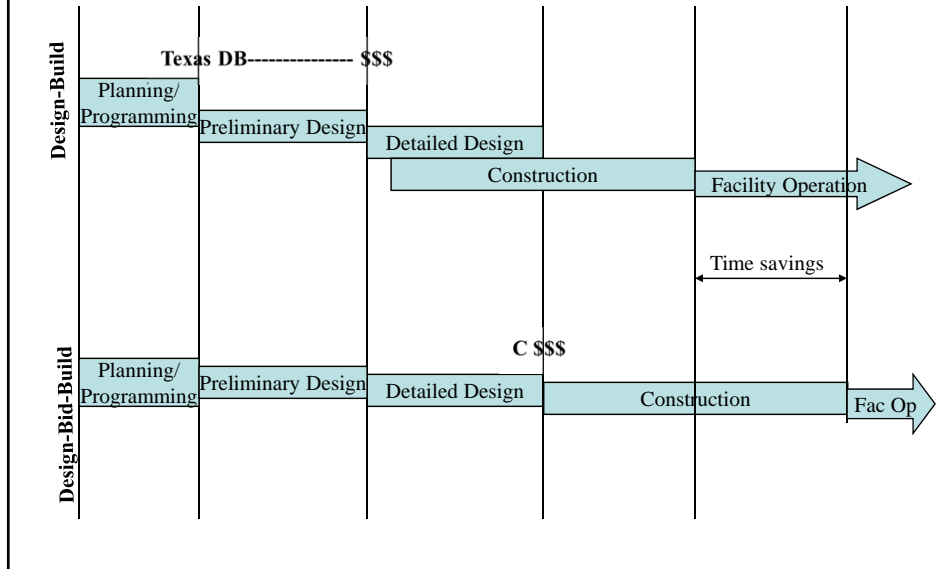 Design-Build
Texas DB--------------- $$$
Planning/
Programming
Preliminary Design
Detailed Design
Construction
Facility Operation
Time savings
Design-Bid-Build
C $$$
Planning/
Programming
Preliminary Design
Detailed Design
Construction
Fac Op